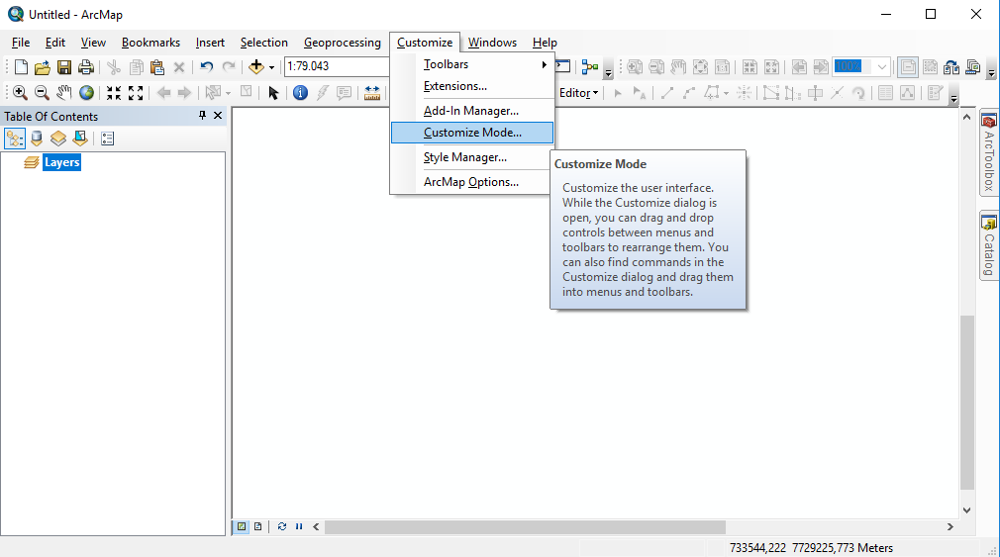 Untitled - ArcMap
File Edit View Bookmarks Insert Selection Geoprocessing Customize Windows Help
1:79.043
100%
Toolbars
Extensions...
Add-In Manager...
Customize Mode...
Style Manager...
ArcMap Options...
Editor
Table Of Contents
Layers
Customize Mode
Customize the user interface.
While the Customize dialog is
open, you can drag and drop
controls between menus and
toolbars to rearrange them. You
can also find commands in the
Customize dialog and drag them
into menus and toolbars.
ArcToolbox
Catalog
733544,222 7729225,773 Meters